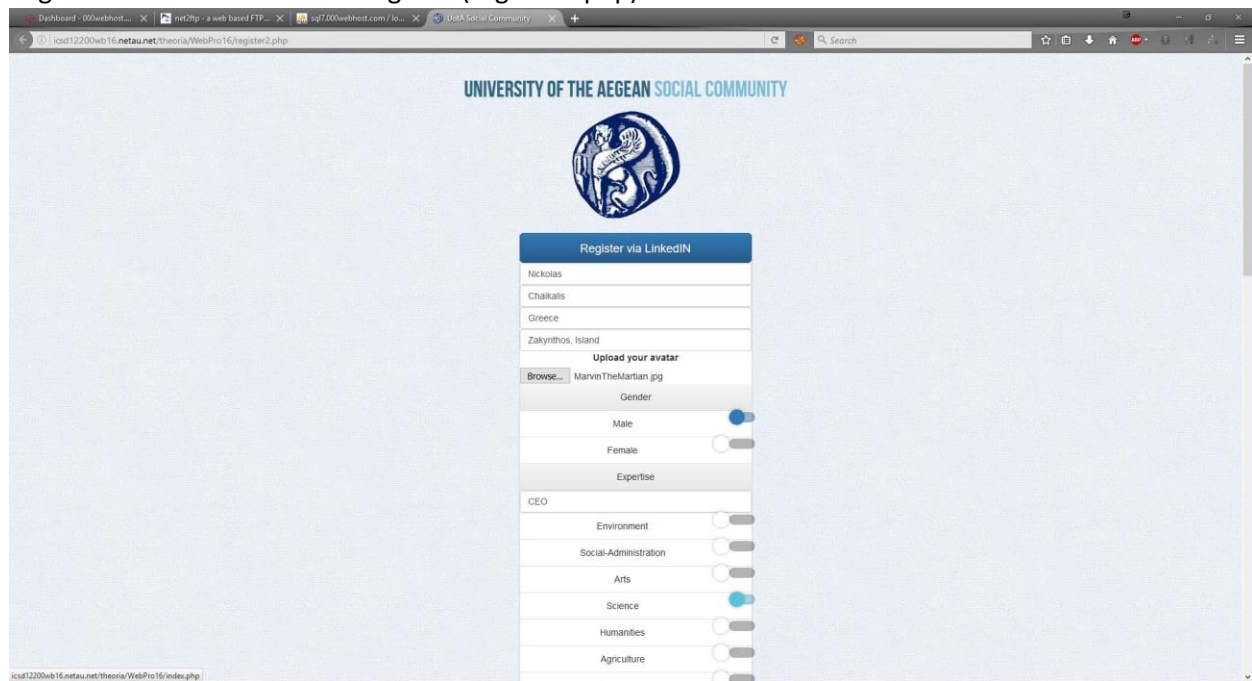 Dashboard - 000webhost....
net2ftp - a web based FTP...
sql7.000webhost.com / lo...
UotA Social Community
icsd12200wb16.netau.net/theoria/WebPro16/register2.php
Search
ABP
UNIVERSITY OF THE AEGEAN SOCIAL COMMUNITY
Register via LinkedIN
Nickolas
Chaikalis
Greece
Zakynthos, Island
Upload your avatar
Browse... MarvinTheMartian.jpg
Gender
Male
Female
Expertise
CEO
Environment
Social-Administration
Arts
Science
Humanities
Agriculture
icsd12200wb16.netau.net/theoria/WebPro16/index.php